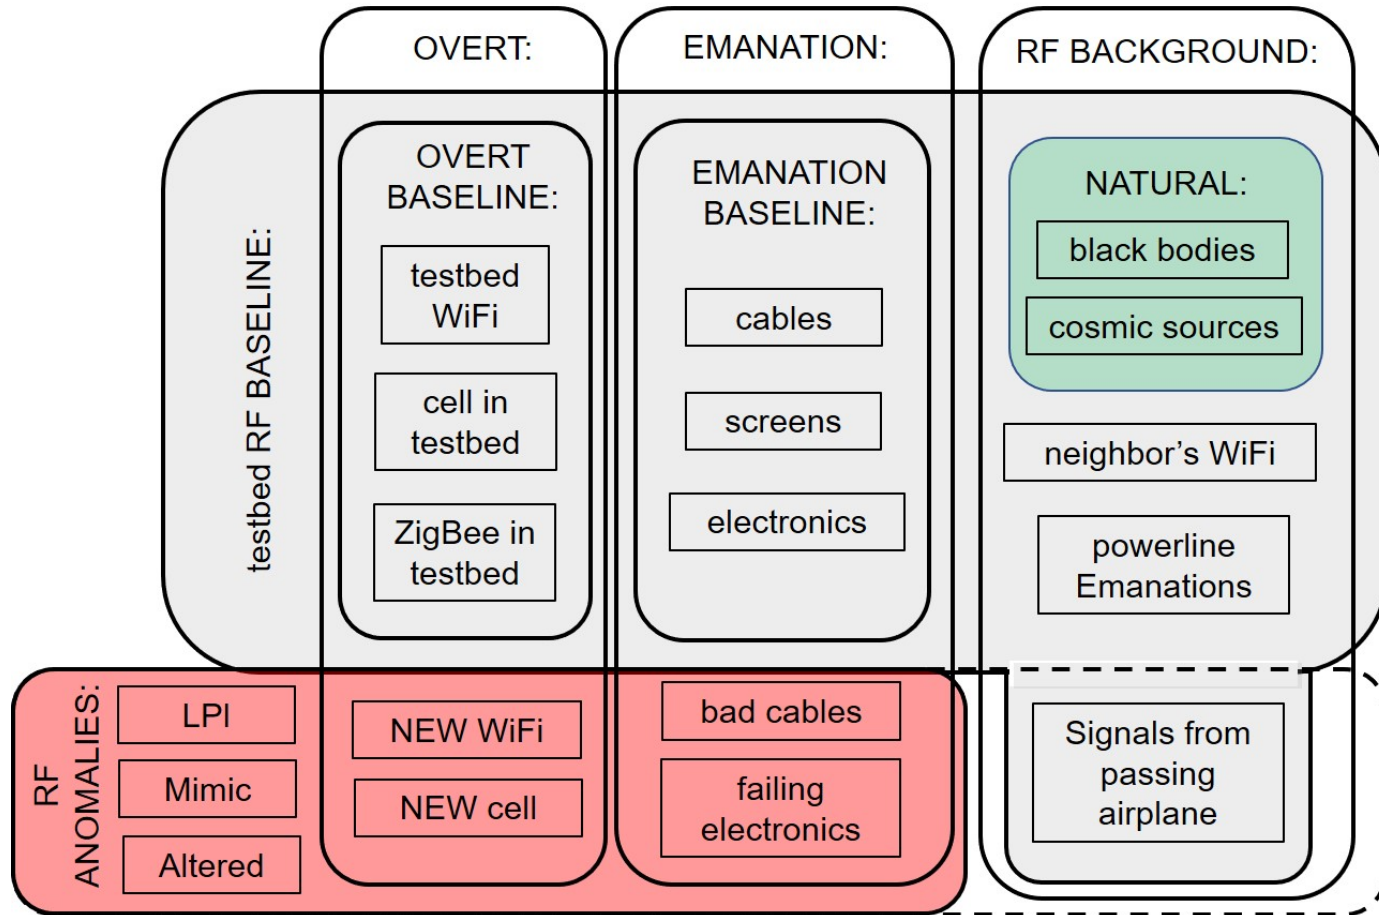 OVERT:
EMANATION:
RF BACKGROUND:
testbed RF BASELINE:
OVERT
BASELINE:
testbed
WiFi
cell in
testbed
ZigBee in
testbed
EMANATION
BASELINE:
cables
screens
electronics
NATURAL:
black bodies
cosmic sources
neighbor’s WiFi
powerline
Emanations
RF
ANOMALIES:
LPI
Mimic
Altered
NEW WiFi
NEW cell
bad cables
failing
electronics
Signals from
passing
airplane